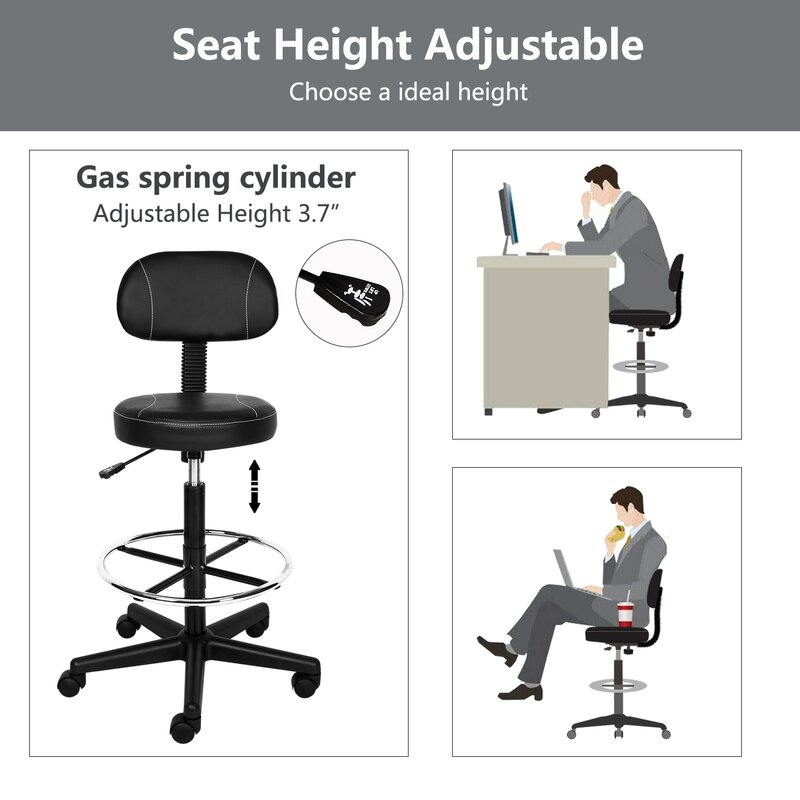 Seat Height Adjustable
Choose a ideal height
Gas spring cylinder
Adjustable Height 3.7”